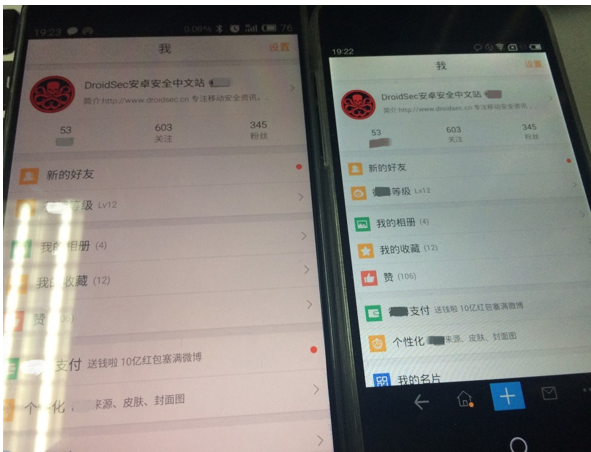 19:23
0.08% 76
我
设置
DroidSec安卓安全中文站
简介:http://www.droidsec.cn 专注移动安全资讯,
53
603
345
关注
粉丝
新的好友
等级 Lv12
我的相册 (4)
我的收藏 (12)
赞
支付 送钱啦 10亿红包塞满微博
个性化 来源、皮肤、封面图
19:22
我
设置
DroidSec安卓安全中文站
简介:http://www.droidsec.cn 专注移动安全资讯...
53
603
345
关注
粉丝
新的好友
等级 Lv12
我的相册 (4)
我的收藏 (12)
赞 (106)
支付 送钱啦 10亿红包塞满微博
个性化 来源、皮肤、封面图
我的名片